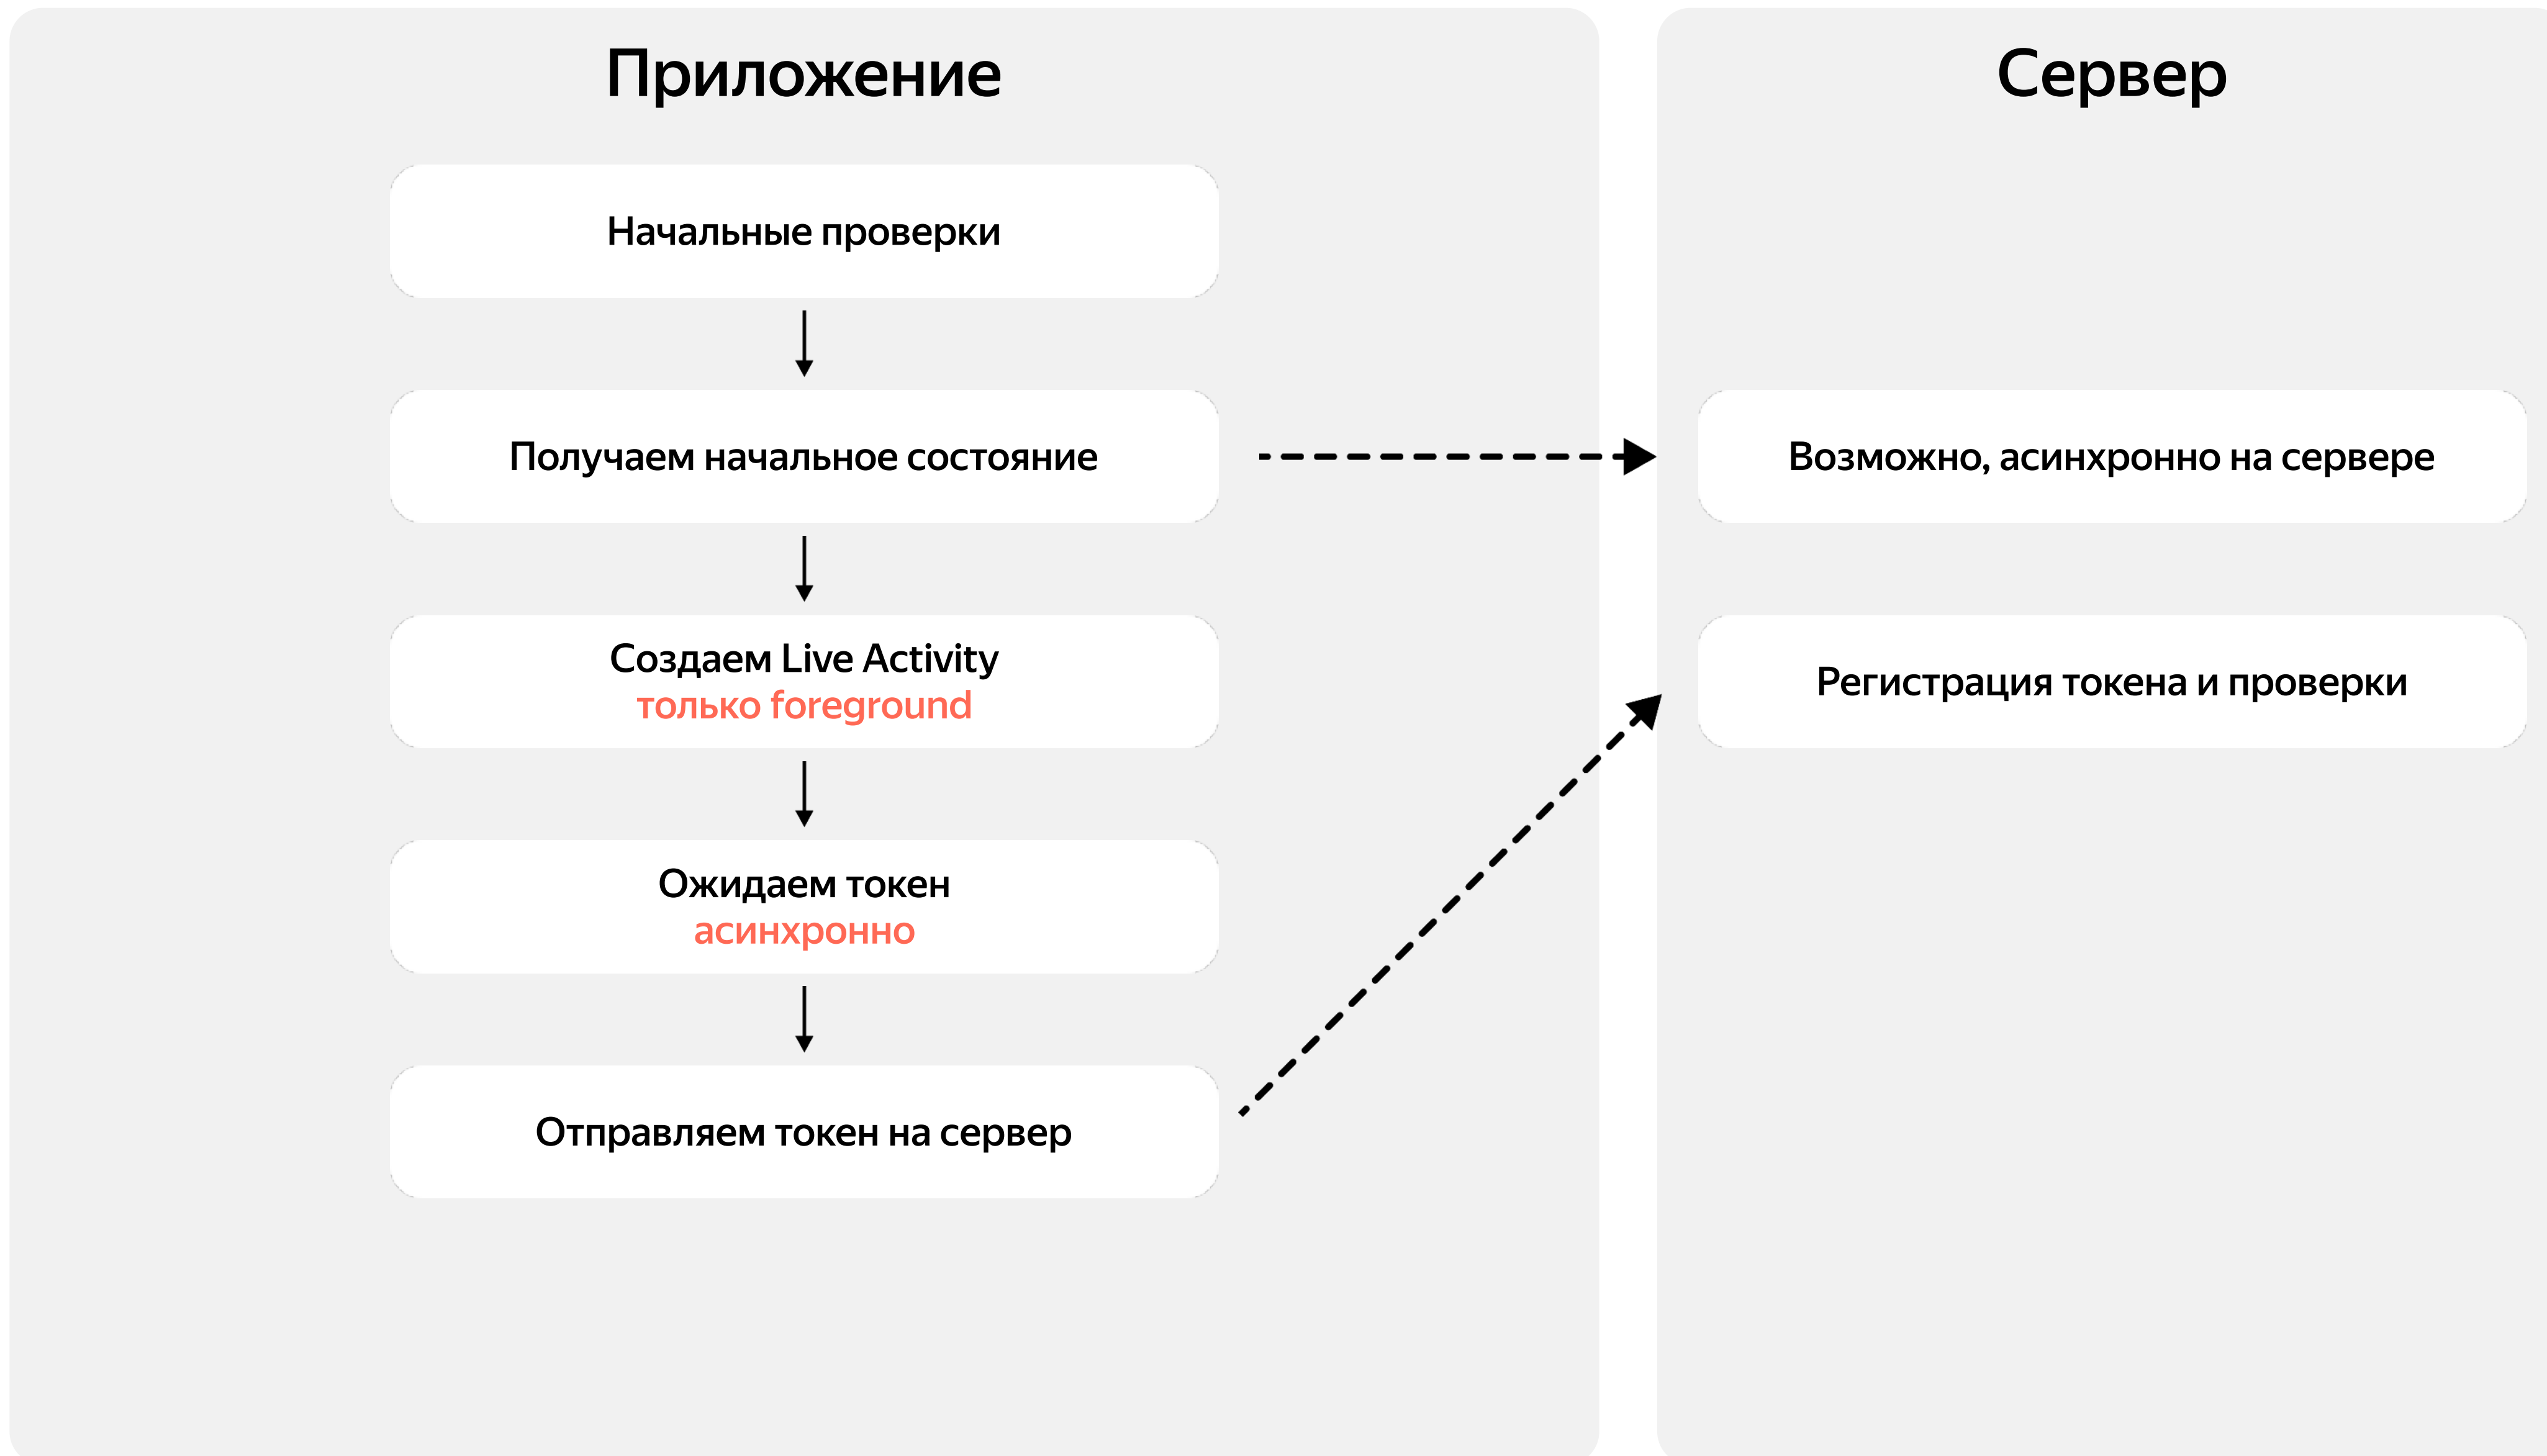 Приложение
Начальные проверки
Получаем начальное состояние
Создаем Live Activity
только foreground
Ожидаем токен
асинхронно
Отправляем токен на сервер
Сервер
Возможно, асинхронно на сервере
Регистрация токена и проверки